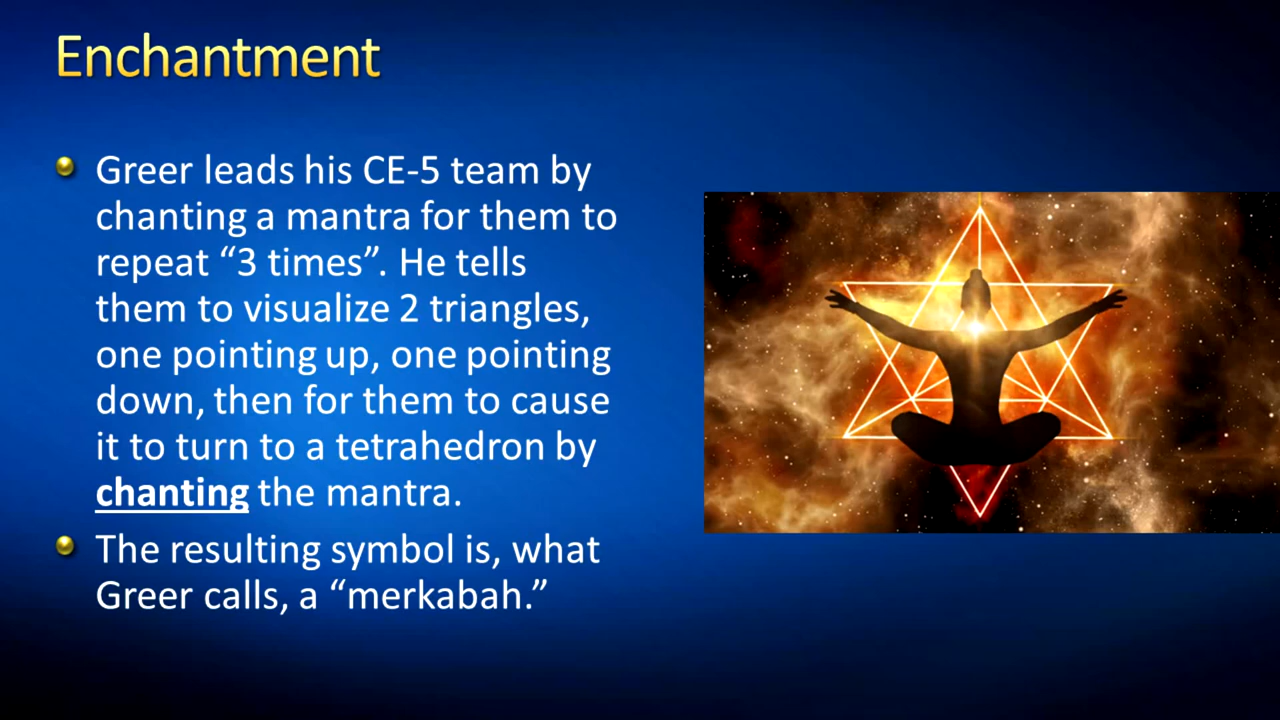 Enchantment
Greer leads his CE-5 team by
chanting a mantra for them to
repeat “3 times”. He tells
them to visualize 2 triangles,
one pointing up, one pointing
down, then for them to cause
it to turn to a tetrahedron by
chanting the mantra.
The resulting symbol is, what
Greer calls, a “merkabah.”